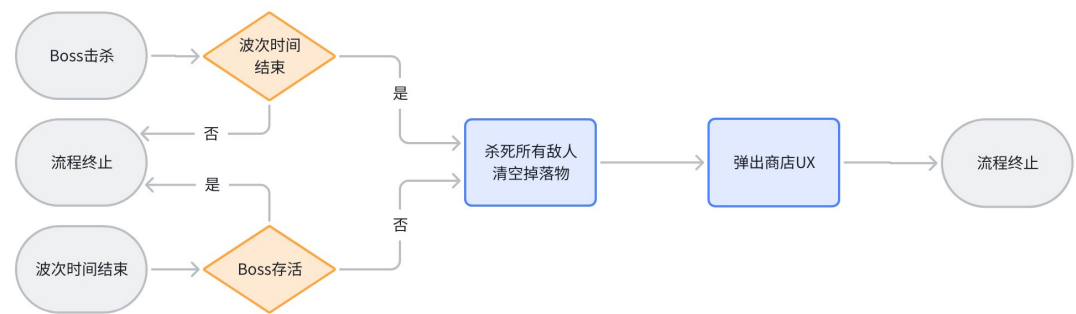 Boss击杀
波次时间
结束
是
否
流程终止
是
波次时间结束
Boss存活
否
杀死所有敌人
清空掉落物
弹出商店UX
流程终止